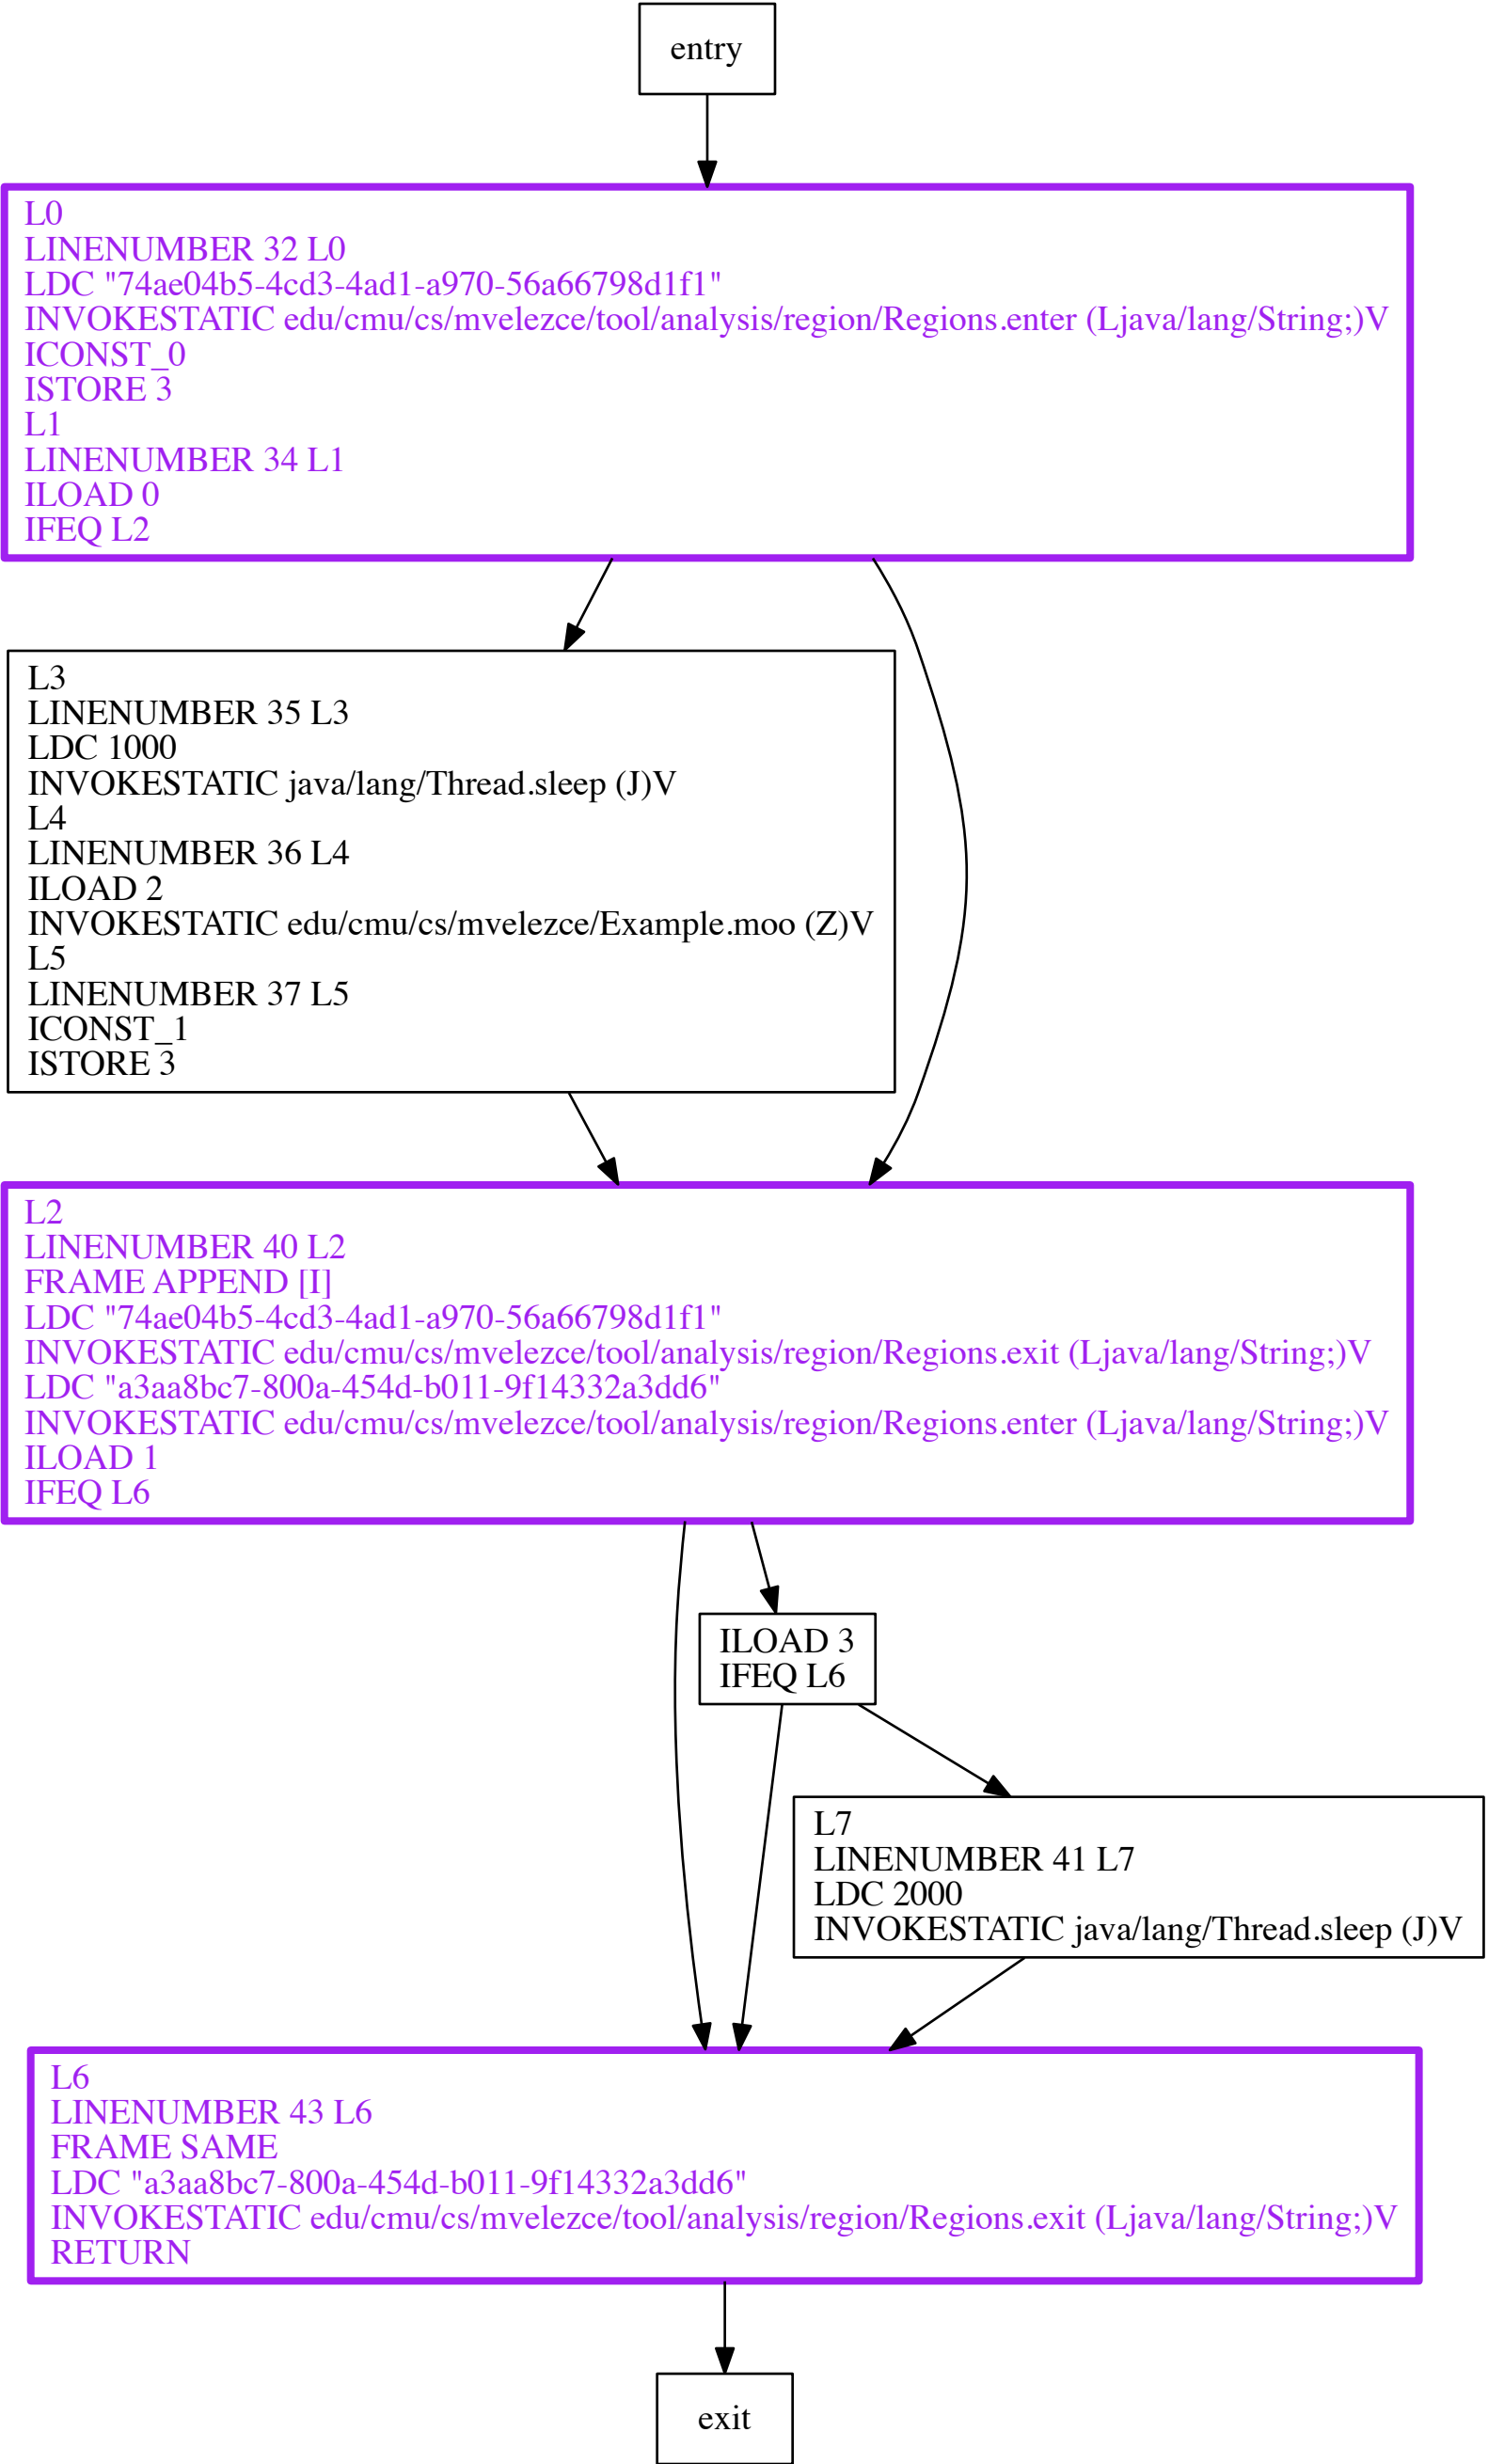 entry
L0
LINENUMBER 32 L0
LDC "74ae04b5-4cd3-4ad1-a970-56a66798d1f1"
INVOKESTATIC edu/cmu/cs/mvelezce/tool/analysis/region/Regions.enter (Ljava/lang/String;)V
ICONST_0
ISTORE 3
L1
LINENUMBER 34 L1
ILOAD 0
IFEQ L2
L3
LINENUMBER 35 L3
LDC 1000
INVOKESTATIC java/lang/Thread.sleep (J)V
L4
LINENUMBER 36 L4
ILOAD 2
INVOKESTATIC edu/cmu/cs/mvelezce/Example.moo (Z)V
L5
LINENUMBER 37 L5
ICONST_1
ISTORE 3
L2
LINENUMBER 40 L2
FRAME APPEND [I]
LDC "74ae04b5-4cd3-4ad1-a970-56a66798d1f1"
INVOKESTATIC edu/cmu/cs/mvelezce/tool/analysis/region/Regions.exit (Ljava/lang/String;)V
LDC "a3aa8bc7-800a-454d-b011-9f14332a3dd6"
INVOKESTATIC edu/cmu/cs/mvelezce/tool/analysis/region/Regions.enter (Ljava/lang/String;)V
ILOAD 1
IFEQ L6
ILOAD 3
IFEQ L6
L7
LINENUMBER 41 L7
LDC 2000
INVOKESTATIC java/lang/Thread.sleep (J)V
L6
LINENUMBER 43 L6
FRAME SAME
LDC "a3aa8bc7-800a-454d-b011-9f14332a3dd6"
INVOKESTATIC edu/cmu/cs/mvelezce/tool/analysis/region/Regions.exit (Ljava/lang/String;)V
RETURN
exit